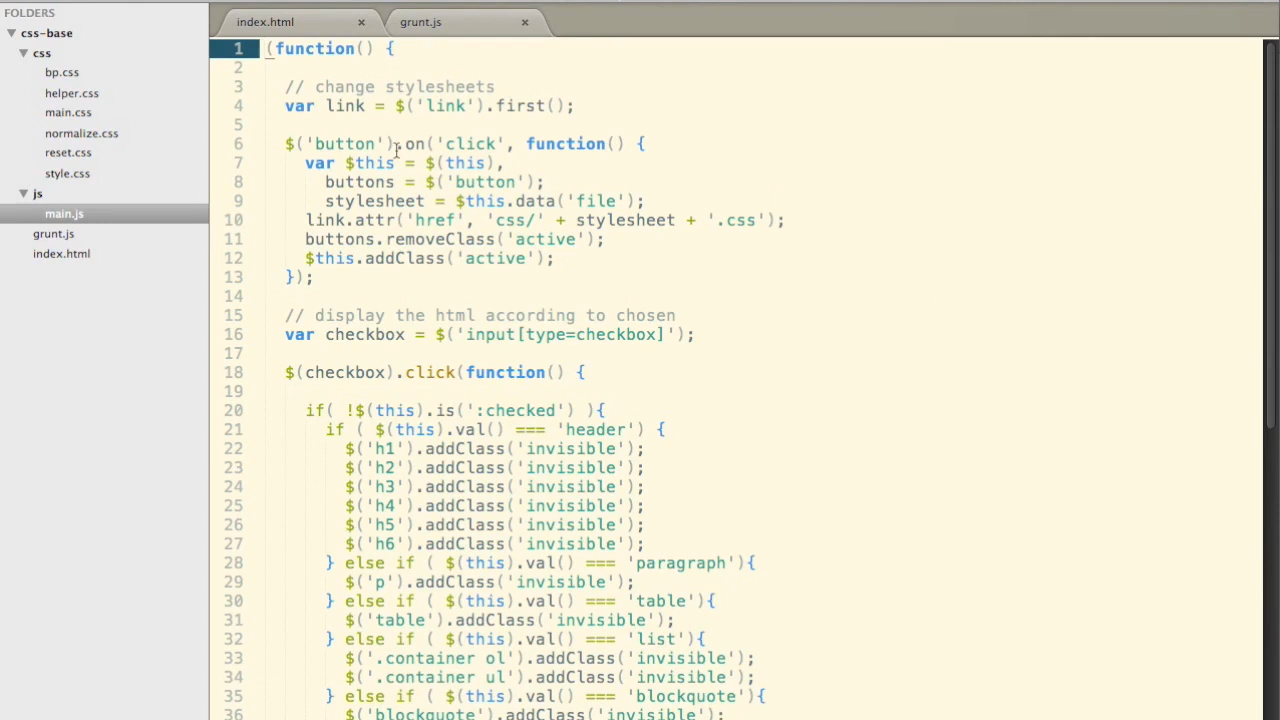 FOLDERS
css-base
css
bp.css
helper.css
main.css
normalize.css
reset.css
style.css
js
main.js
grunt.js
index.html
index.html × grunt.js ×
1 (function() {
2
3 // change stylesheets
4 var link = $('link').first();
5
6 $('button').on('click', function() {
7 var $this = $(this),
8 buttons = $('button');
9 stylesheet = $this.data('file');
10 link.attr('href', 'css/' + stylesheet + '.css');
11 buttons.removeClass('active');
12 $this.addClass('active');
13 });
14
15 // display the html according to chosen
16 var checkbox = $('input[type=checkbox]');
17
18 $(checkbox).click(function() {
19
20 if( !$(this).is(':checked') ){
21 if ( $(this).val() === 'header') {
22 $('h1').addClass('invisible');
23 $('h2').addClass('invisible');
24 $('h3').addClass('invisible');
25 $('h4').addClass('invisible');
26 $('h5').addClass('invisible');
27 $('h6').addClass('invisible');
28 } else if ( $(this).val() === 'paragraph'){
29 $('p').addClass('invisible');
30 } else if ( $(this).val() === 'table'){
31 $('table').addClass('invisible');
32 } else if ( $(this).val() === 'list'){
33 $('.container ol').addClass('invisible');
34 $('.container ul').addClass('invisible');
35 } else if ( $(this).val() === 'blockquote'){
36 $('blockquote').addClass('invisible');